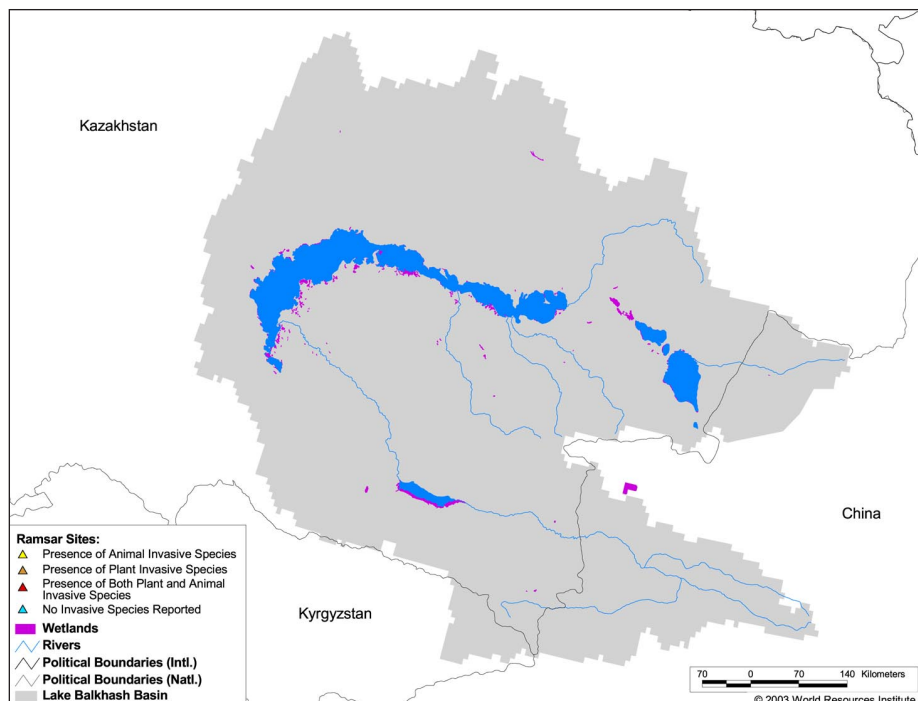 Kazakhstan
China
Kyrgyzstan
Ramsar Sites:
Presence of Animal Invasive Species
Presence of Plant Invasive Species
Presence of Both Plant and Animal
Invasive Species
No Invasive Species Reported
Wetlands
Rivers
Political Boundaries (Intl.)
Political Boundaries (Natl.)
Lake Balkhash Basin
70 0 70 140 Kilometers
© 2003 World Resources Institute